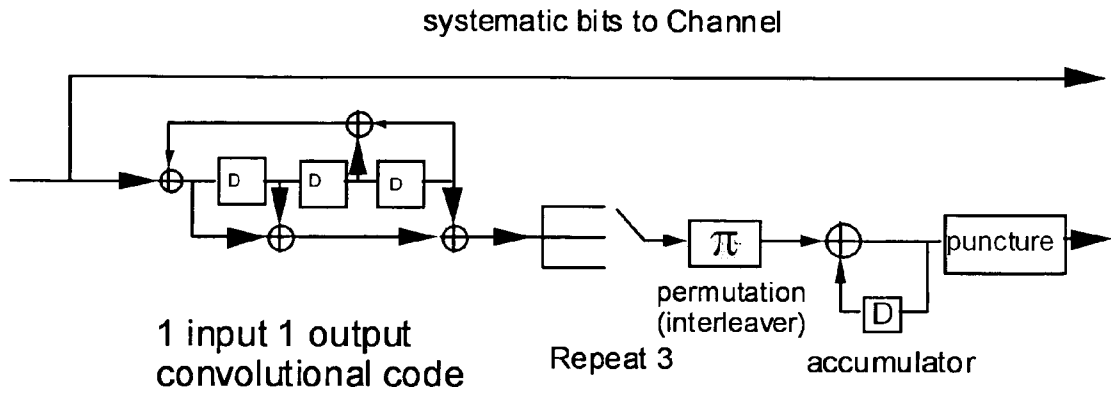 systematic bits to Channel
D
D
D
π
puncture
permutation
(interleaver)
D
1 input 1 output
convolutional code
Repeat 3
accumulator